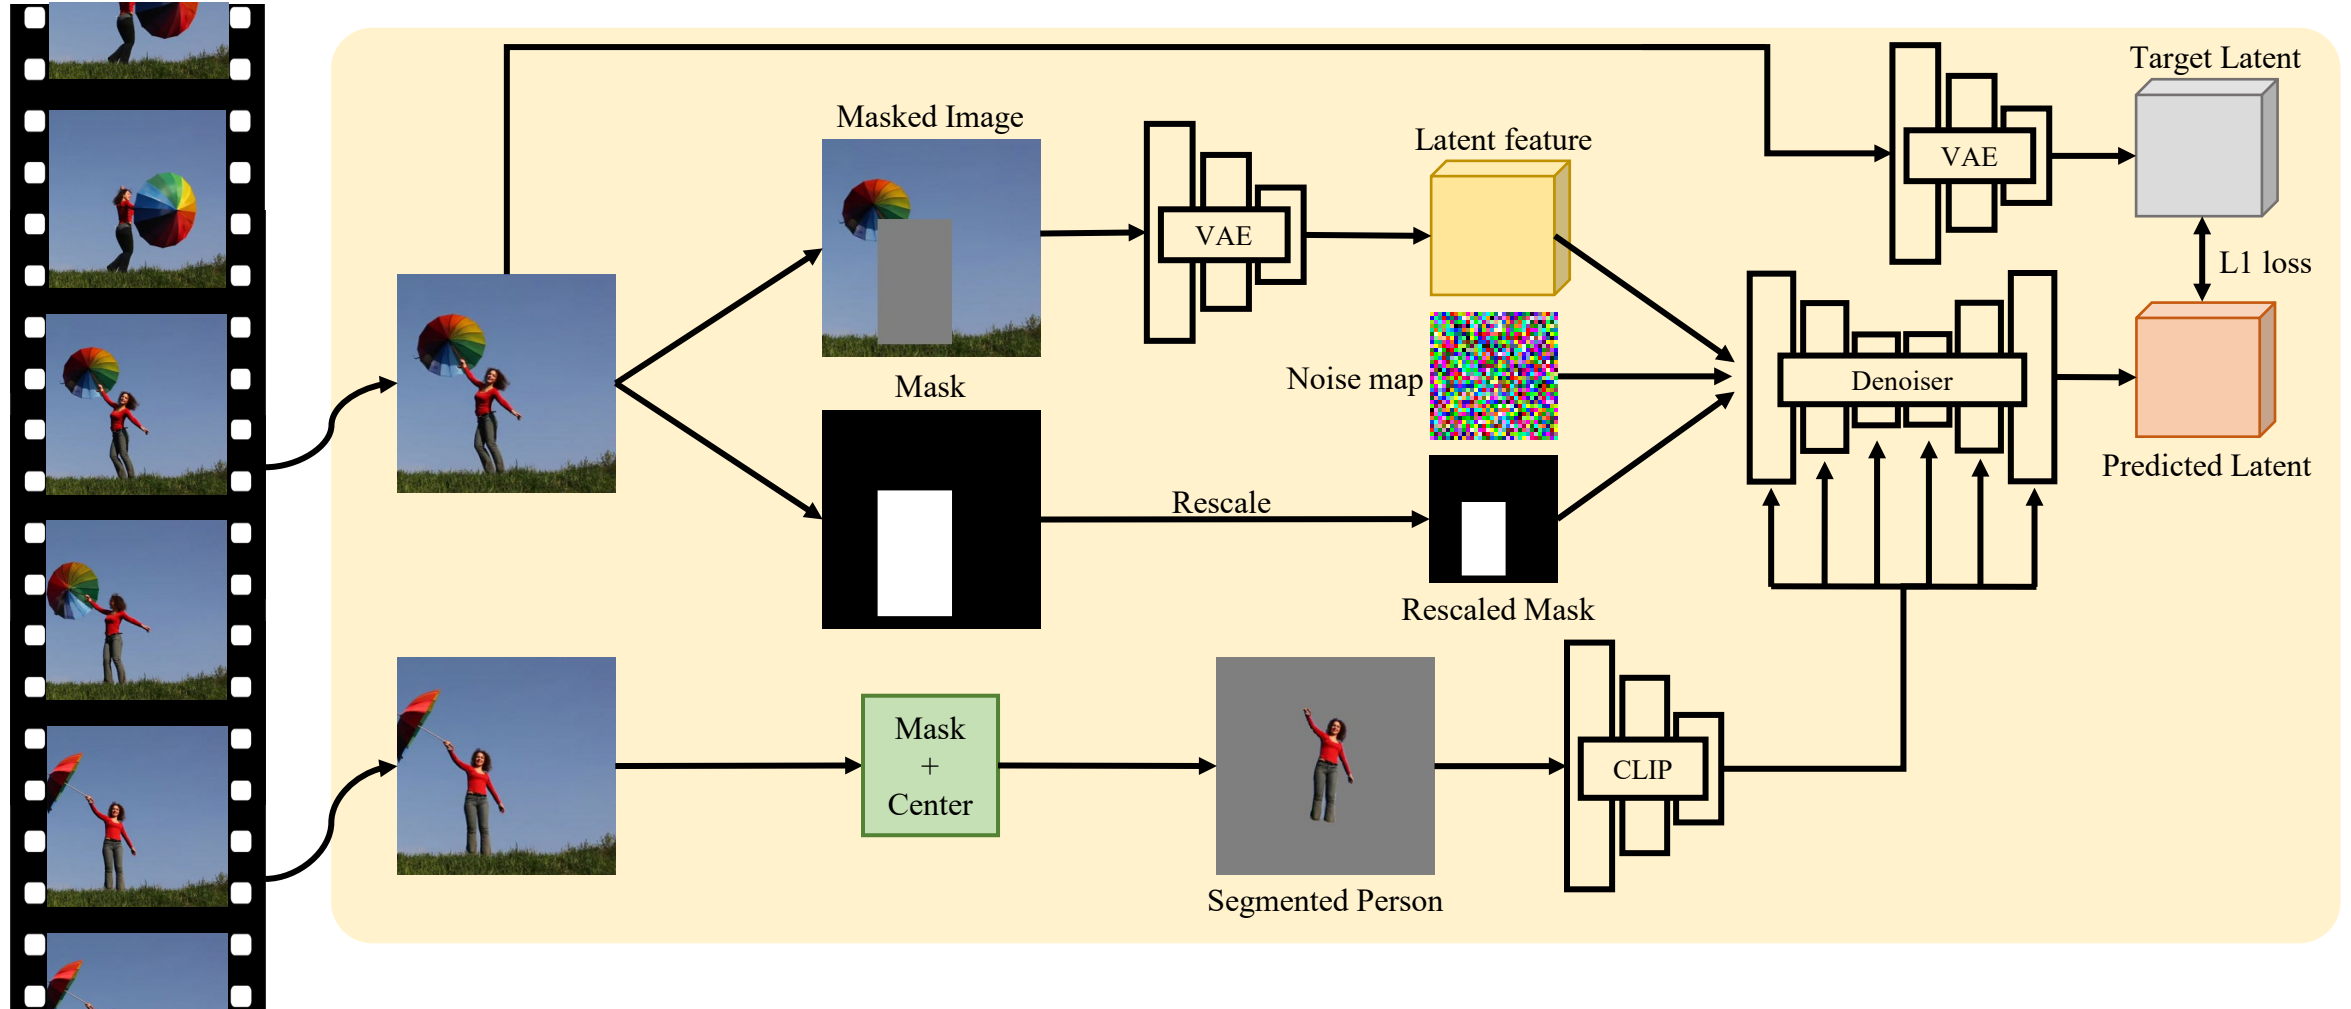 Target Latent
Masked Image
Latent feature
VAE
VAE
L1 loss
Mask
Noise map
Denoiser
Predicted Latent
Rescale
Rescaled Mask
Mask
+
Center
CLIP
Segmented Person